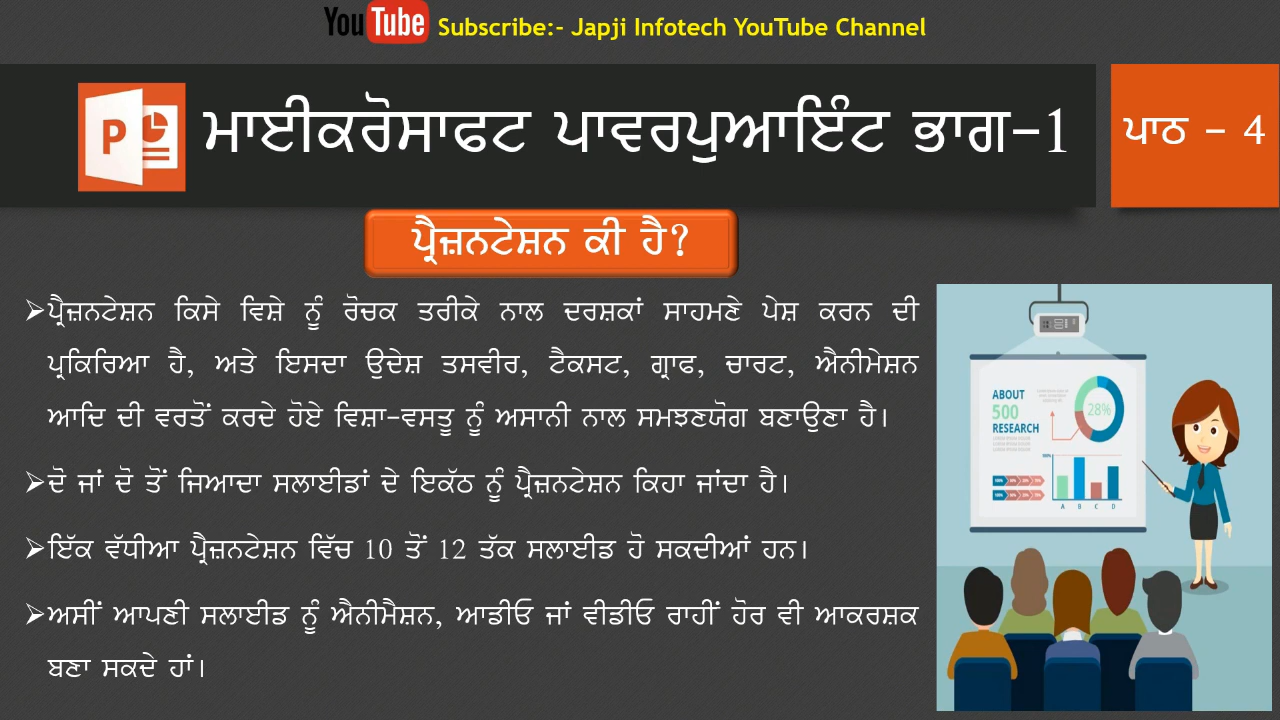 YouTube Subscribe:- Japji Infotech YouTube Channel
ਮਾਈਕਰੋਸਾਫਟ ਪਾਵਰਪੁਆਇੰਟ ਭਾਗ-1
ਪਾਠ - 4
ਪ੍ਰੈਜ਼ਨਟੇਸ਼ਨ ਕੀ ਹੈ?
➢ਪ੍ਰੈਜ਼ਨਟੇਸ਼ਨ ਕਿਸੇ ਵਿਸ਼ੇ ਨੂੰ ਰੋਚਕ ਤਰੀਕੇ ਨਾਲ ਦਰਸ਼ਕਾਂ ਸਾਹਮਣੇ ਪੇਸ਼ ਕਰਨ ਦੀ
ਪ੍ਰਕਿਰਿਆ ਹੈ, ਅਤੇ ਇਸਦਾ ਉਦੇਸ਼ ਤਸਵੀਰ, ਟੈਕਸਟ, ਗ੍ਰਾਫ, ਚਾਰਟ, ਐਨੀਮੇਸ਼ਨ
ਆਦਿ ਦੀ ਵਰਤੋਂ ਕਰਦੇ ਹੋਏ ਵਿਸ਼ਾ-ਵਸਤੂ ਨੂੰ ਅਸਾਨੀ ਨਾਲ ਸਮਝਣਯੋਗ ਬਣਾਉਣਾ ਹੈ।
➢ਦੋ ਜਾਂ ਦੋ ਤੋਂ ਜਿਆਦਾ ਸਲਾਈਡਾਂ ਦੇ ਇਕੱਠ ਨੂੰ ਪ੍ਰੈਜ਼ਨਟੇਸ਼ਨ ਕਿਹਾ ਜਾਂਦਾ ਹੈ।
➢ਇੱਕ ਵੱਧੀਆ ਪ੍ਰੈਜ਼ਨਟੇਸ਼ਨ ਵਿੱਚ 10 ਤੋਂ 12 ਤੱਕ ਸਲਾਈਡ ਹੋ ਸਕਦੀਆਂ ਹਨ।
➢ਅਸੀਂ ਆਪਣੀ ਸਲਾਈਡ ਨੂੰ ਐਨੀਮੈਸ਼ਨ, ਆਡੀਓ ਜਾਂ ਵੀਡੀਓ ਰਾਹੀਂ ਹੋਰ ਵੀ ਆਕਰਸ਼ਕ
ਬਣਾ ਸਕਦੇ ਹਾਂ।
ABOUT
500
RESEARCH
28%
100%
A B C D